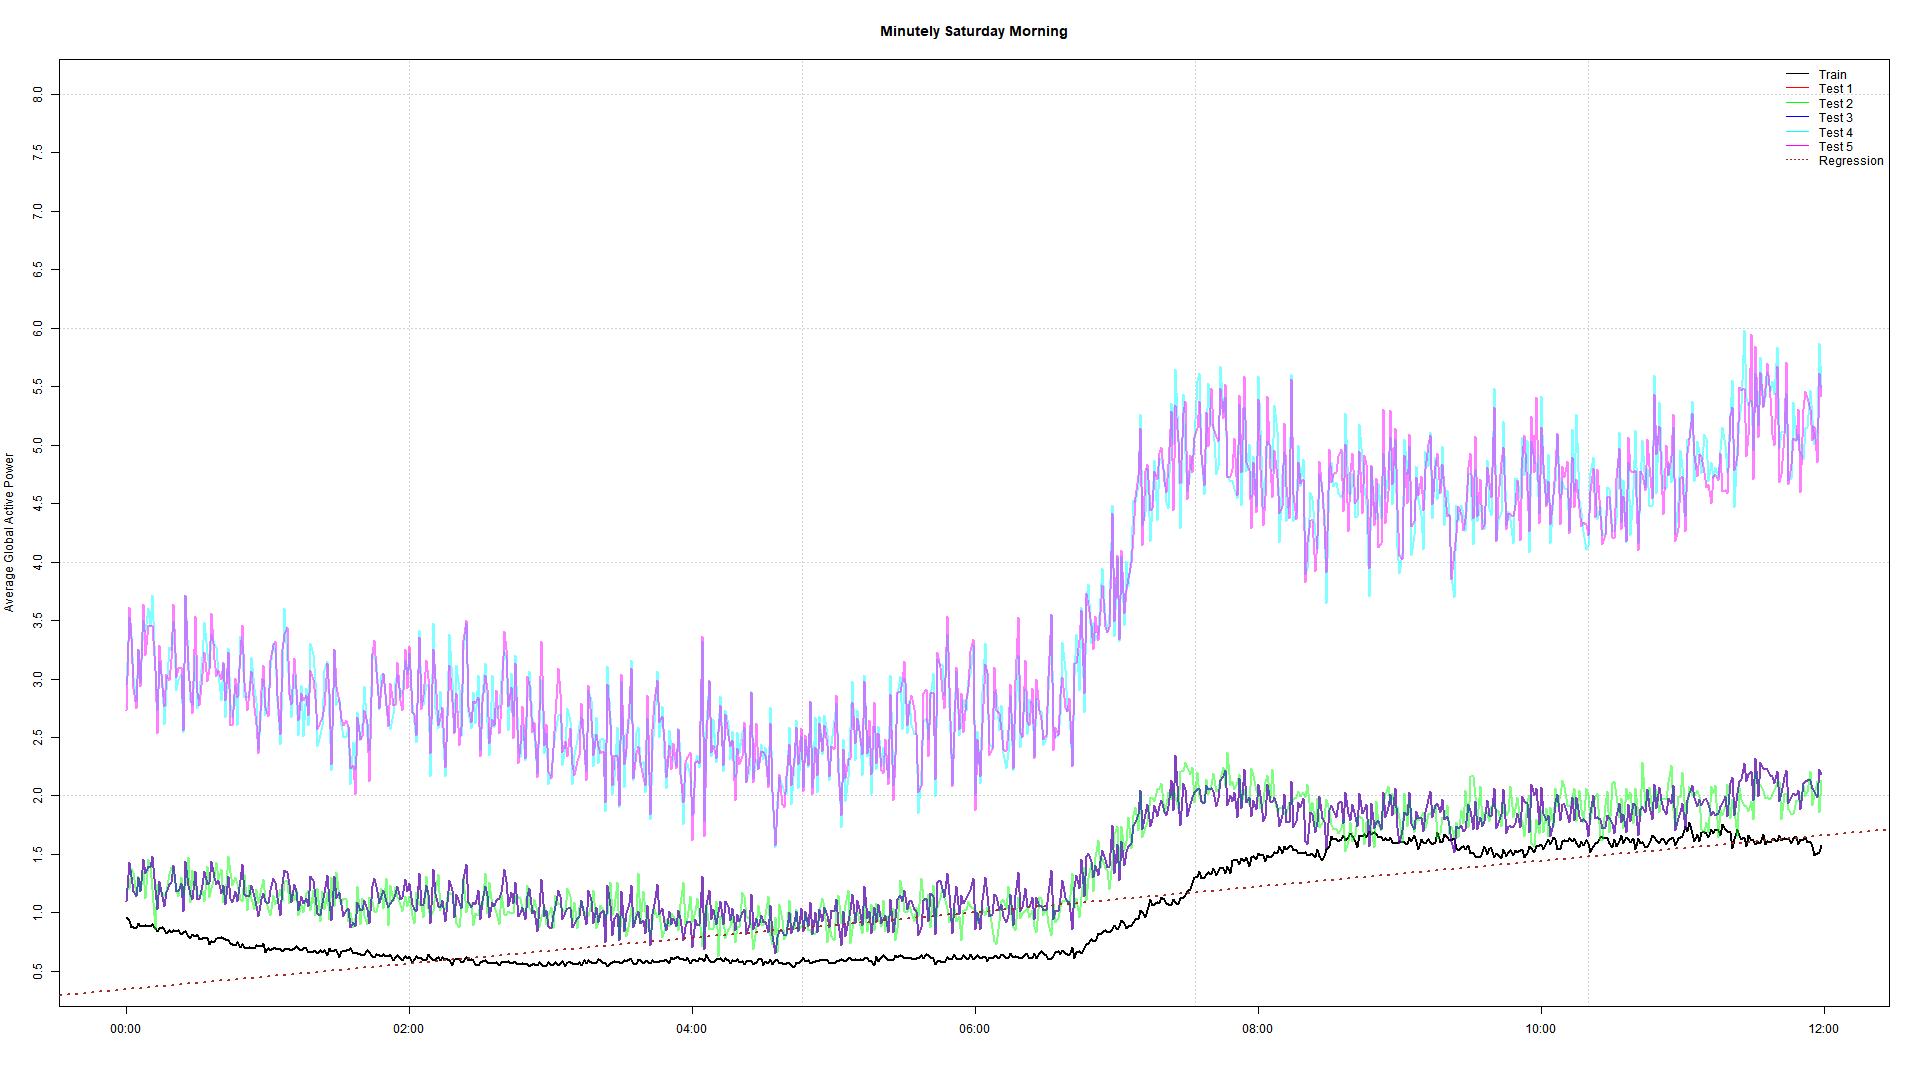 Minutely Saturday Morning
Average Global Active Power
8.0
7.5
7.0
6.5
6.0
5.5
5.0
4.5
4.0
3.5
3.0
2.5
2.0
1.5
1.0
0.5
Train
Test 1
Test 2
Test 3
Test 4
Test 5
Regression
00:00 02:00 04:00 06:00 08:00 10:00 12:00